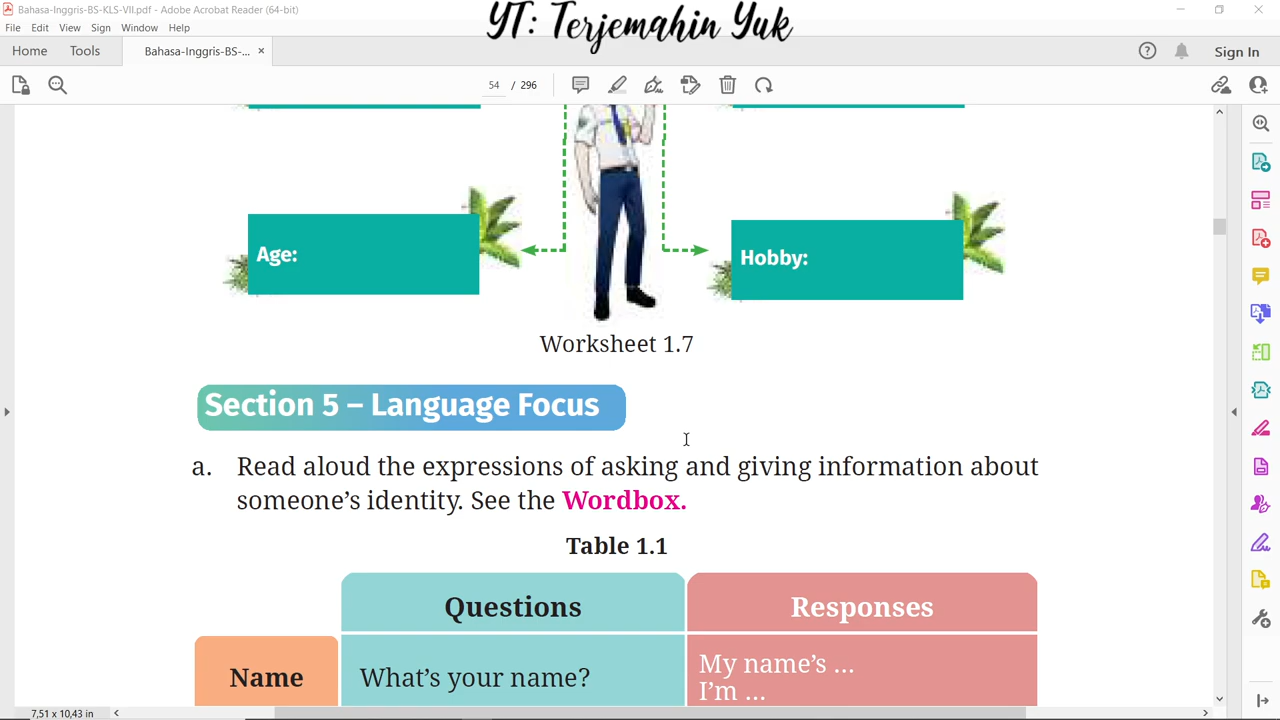 Bahasa-Inggris-BS-KLS-VII.pdf - Adobe Acrobat Reader (64-bit)
YT: Terjemahin Yuk
File Edit View Sign Window Help
Home Tools Bahasa-Inggris-BS-... × Sign In
54 / 296
Age:
Hobby:
Worksheet 1.7
Section 5 – Language Focus
a. Read aloud the expressions of asking and giving information about
someone's identity. See the Wordbox.
Table 1.1
Questions Responses
Name What's your name? My name's ...
I'm ...
7,51 x 10,43 in